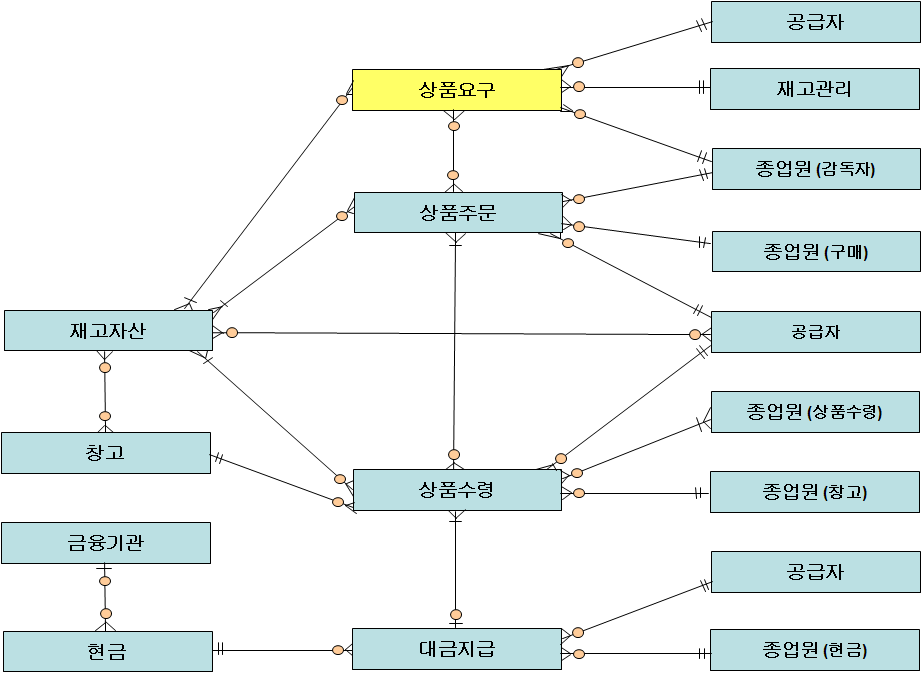 공급자
상품요구
재고관리
종업원 (감독자)
상품주문
종업원 (구매)
재고자산
공급자
종업원 (상품수령)
창고
상품수령
종업원 (창고)
금융기관
공급자
현금
대금지급
종업원 (현금)